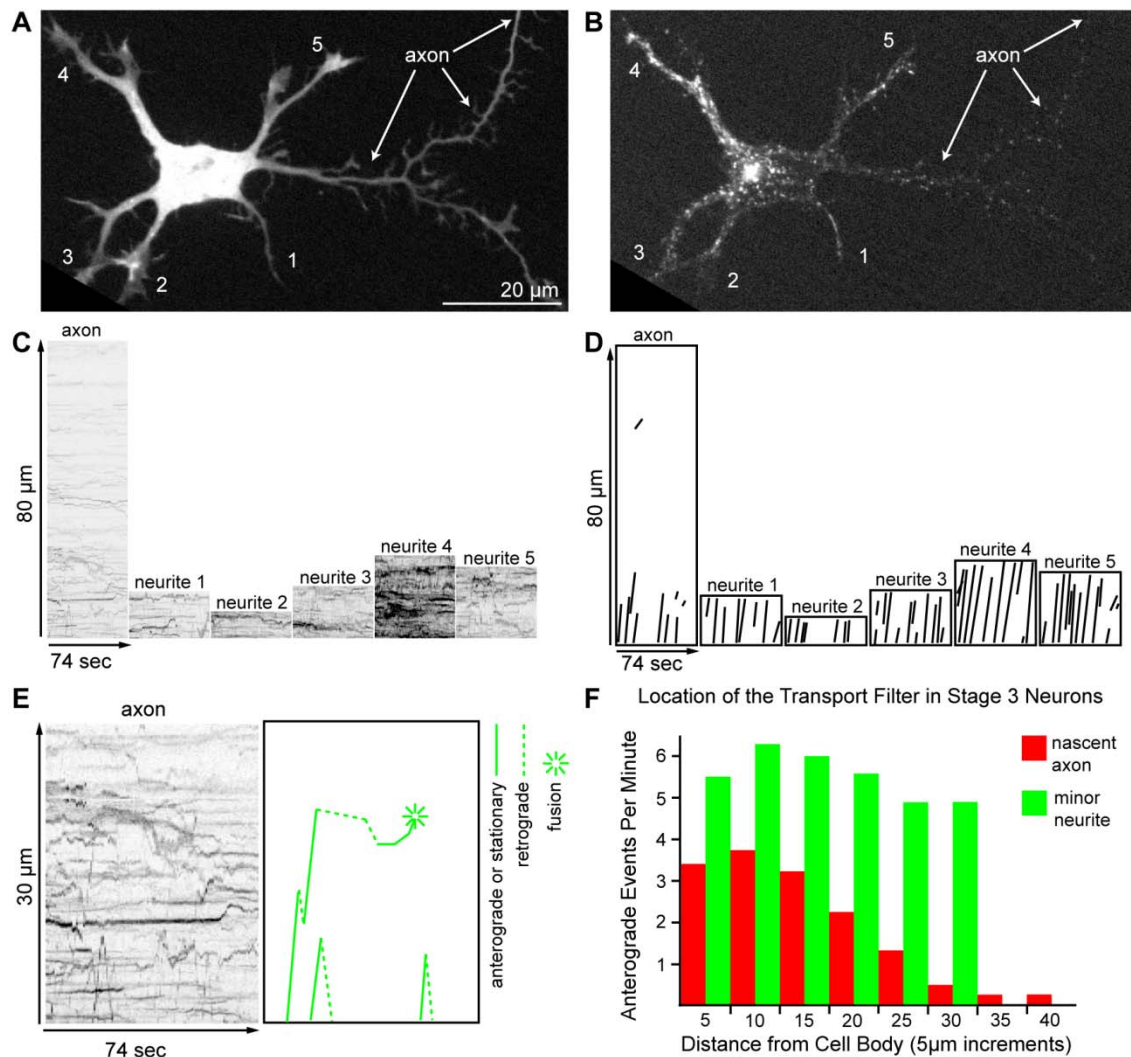 A
4
5
axon
3
2
1
20 µm
B
4
5
axon
3
2
1
C
axon
80 µm
neurite 1
neurite 2
neurite 3
neurite 4
neurite 5
74 sec
D
axon
80 µm
neurite 1
neurite 2
neurite 3
neurite 4
neurite 5
74 sec
E
axon
30 µm
74 sec
anterograde or stationary
retrograde
fusion
F
Location of the Transport Filter in Stage 3 Neurons
Anterograde Events Per Minute
6
5
4
3
2
1
nascent
axon
minor
neurite
5 10 15 20 25 30 35 40
Distance from Cell Body (5µm increments)